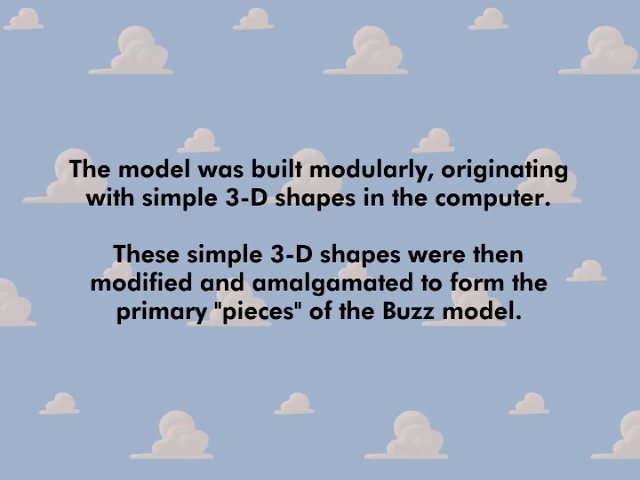 The model was built modularly, originating
with simple 3-D shapes in the computer.
These simple 3-D shapes were then
modified and amalgamated to form the
primary "pieces" of the Buzz model.